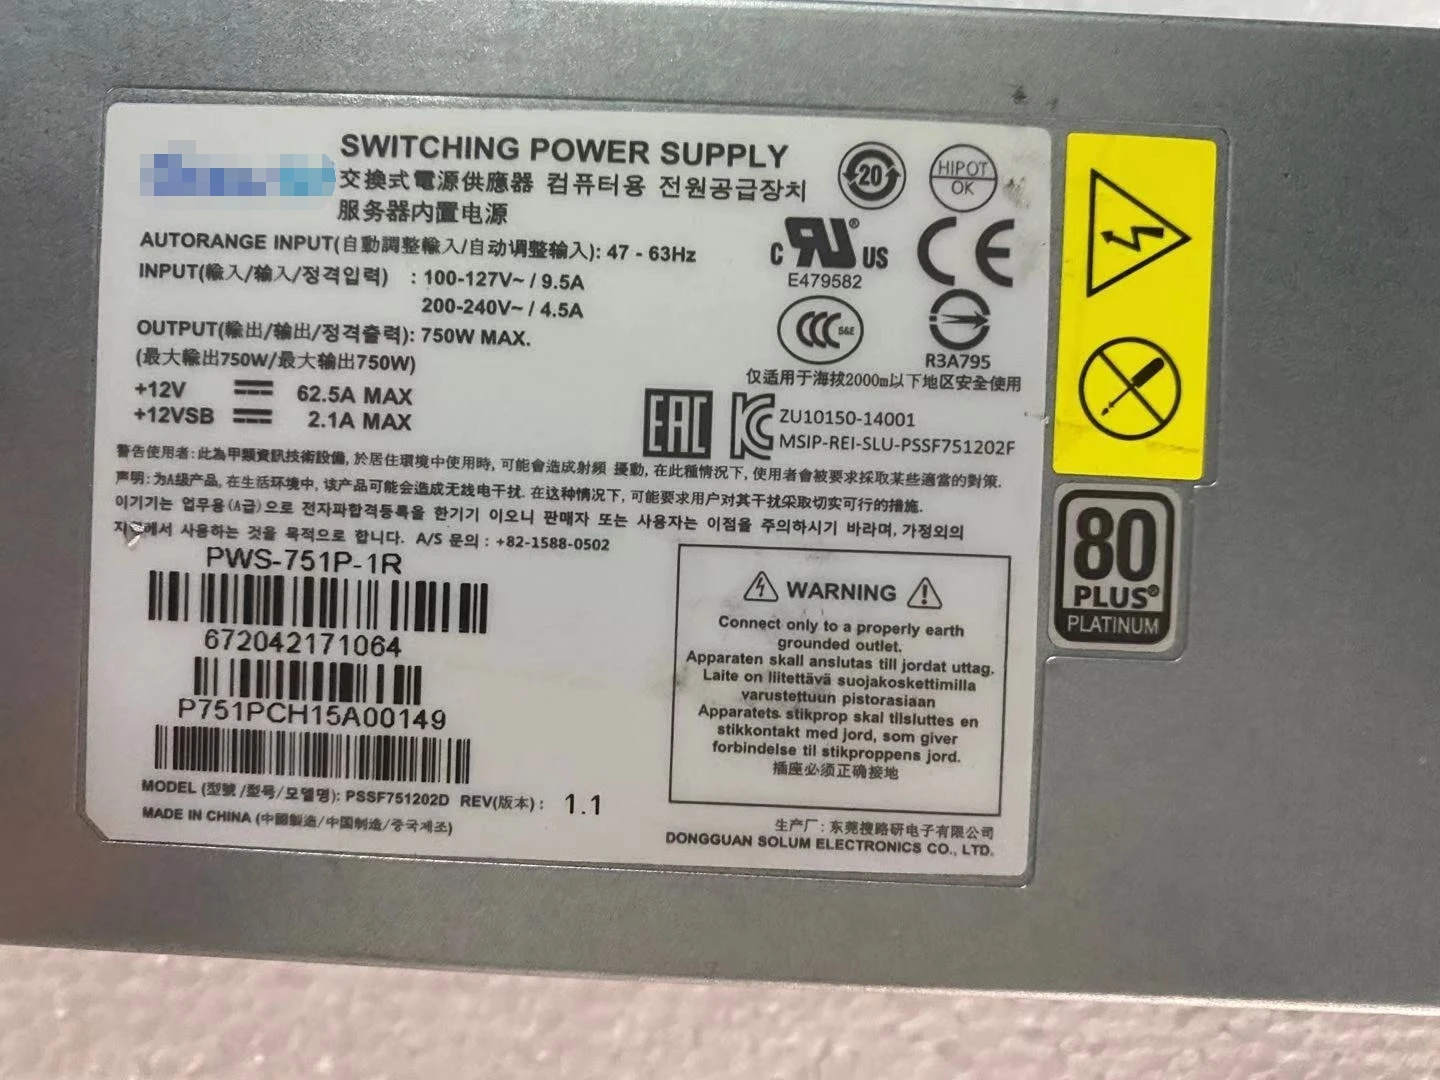 SWITCHING POWER SUPPLY
交換式電源供應器 컴퓨터용 전원공급장치
服务器内置电源
AUTORANGE INPUT(自動調整輸入/自动调整输入): 47 - 63Hz
INPUT(輸入/输入/정격입력) : 100-127V~ / 9.5A
200-240V~ / 4.5A
OUTPUT(輸出/输出/정격출력): 750W MAX.
(最大輸出750W/最大输出750W)
+12V 62.5A MAX
+12VSB 2.1A MAX
20
HIPOT OK
c RU® US
E479582
CE
CCC S&E
R3A795
仅适用于海拔2000m以下地区安全使用
EAC KC
ZU10150-14001
MSIP-REI-SLU-PSSF751202F
警告使用者: 此為甲類資訊技術設備, 於居住環境中使用時, 可能會造成射頻 擾動, 在此種情況下, 使用者會被要求採取某些適當的對策.
声明: 为A级产品, 在生活环境中, 该产品可能会造成无线电干扰. 在这种情况下, 可能要求用户对其干扰采取切实可行的措施.
이기기는 업무용(A급)으로 전자파합격등록을 한기기 이오니 판매자 또는 사용자는 이점을 주의하시기 바라며, 가정외의
지역에서 사용하는 것을 목적으로 합니다. A/S 문의 : +82-1588-0502
PWS-751P-1R
672042171064
P751PCH15A00149
MODEL (型號/型号/모델명): PSSF751202D REV(版本) : 1.1
MADE IN CHINA (中國製造/中国制造/중국제조)
WARNING
Connect only to a properly earth
grounded outlet.
Apparaten skall anslutas till jordat uttag.
Laite on liitettävä suojakoskettimilla
varustettuun pistorasiaan
Apparatets stikprop skal tilsluttes en
stikkontakt med jord, som giver
forbindelse til stikproppens jord.
插座必须正确接地
生产厂: 东莞搜路研电子有限公司
DONGGUAN SOLUM ELECTRONICS CO., LTD.
80
PLUS®
PLATINUM